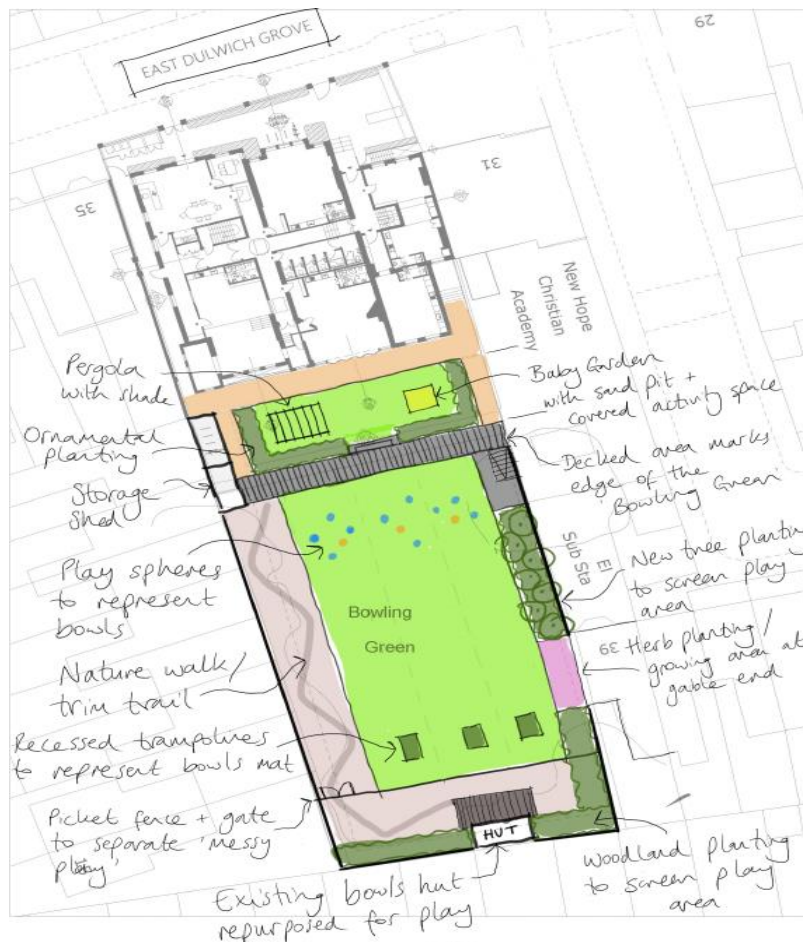 EAST DULWICH GROVE
29
31
35
New Hope
Christian
Academy
Pergola
with shade
Baby Garden
with sand pit +
covered activity space
Ornamental
planting
Decked area marks
edge of the
'Bowling Green'
Storage
shed
El
Sub Sta
New tree planting
to screen play
area
Play spheres
to represent
bowls
Bowling
Green
39
Herb planting/
growing area at
gable end
Nature walk/
trim trail
Recessed trampolines
to represent bowls mat
Picket fence + gate
to separate 'messy
play'
HUT
Woodland planting
to screen play
area
Existing bowls hut
repurposed for play